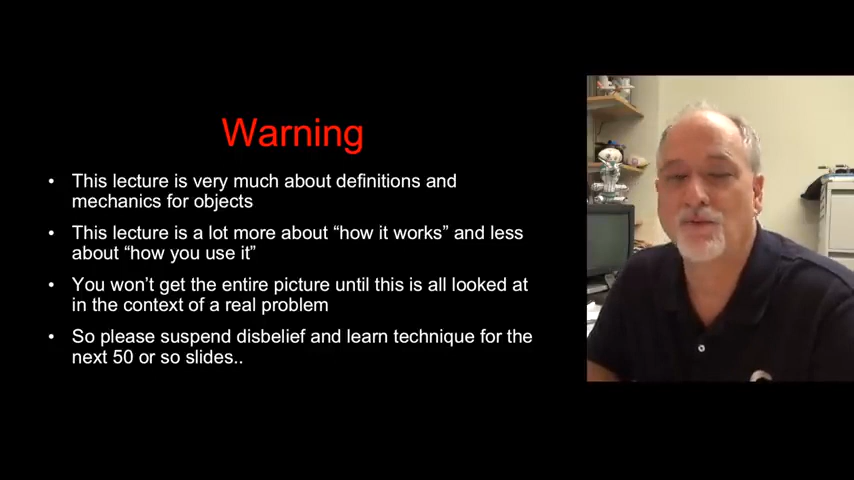 Warning
• This lecture is very much about definitions and
mechanics for objects
• This lecture is a lot more about “how it works” and less
about “how you use it”
• You won’t get the entire picture until this is all looked at
in the context of a real problem
• So please suspend disbelief and learn technique for the
next 50 or so slides..